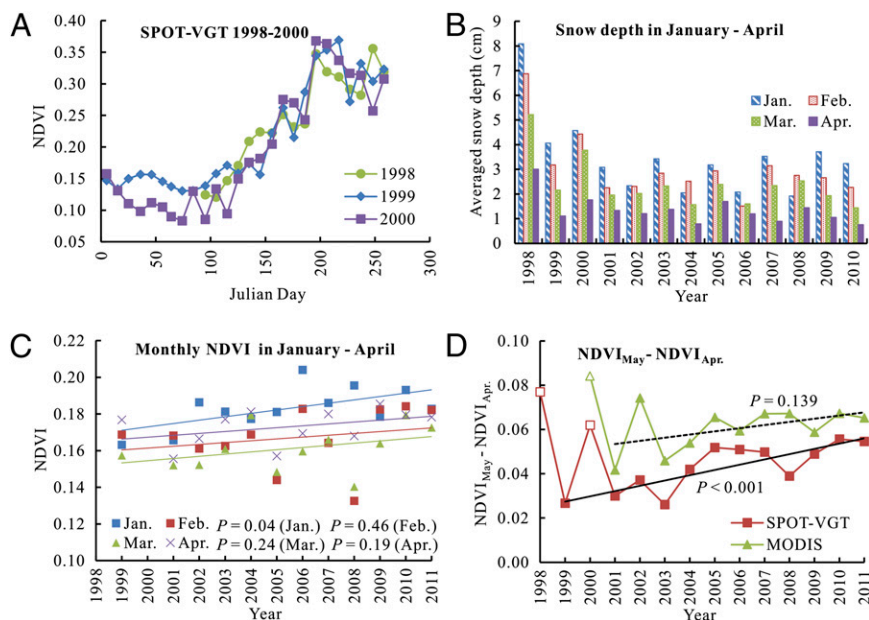 A
SPOT-VGT 1998-2000
NDVI
0.40
0.35
0.30
0.25
0.20
0.15
0.10
0.05
0 50 100 150 200 250 300
Julian Day
1998
1999
2000
B
Snow depth in January - April
Averaged snow depth (cm)
9
8
7
6
5
4
3
2
1
0
Jan. Feb.
Mar. Apr.
1998 1999 2000 2001 2002 2003 2004 2005 2006 2007 2008 2009 2010
Year
C
Monthly NDVI in January - April
NDVI
0.22
0.20
0.18
0.16
0.14
0.12
0.10
Jan. Feb. P = 0.04 (Jan.) P = 0.46 (Feb.)
Mar. Apr. P = 0.24 (Mar.) P = 0.19 (Apr.)
1998 1999 2000 2001 2002 2003 2004 2005 2006 2007 2008 2009 2010 2011
Year
D
NDVIMay- NDVIApr.
NDVIMay - NDVIApr.
0.10
0.08
0.06
0.04
0.02
0.00
P = 0.139
P < 0.001
SPOT-VGT
MODIS
1998 1999 2000 2001 2002 2003 2004 2005 2006 2007 2008 2009 2010 2011
Year